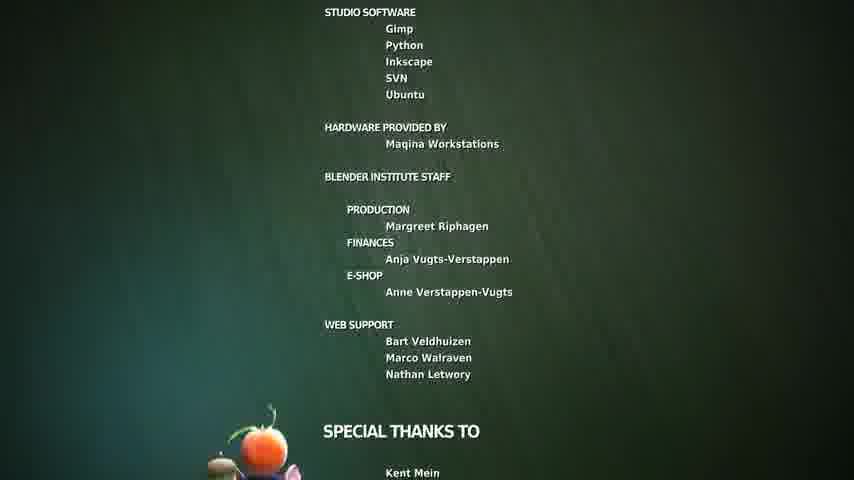 STUDIO SOFTWARE
Gimp
Python
Inkscape
SVN
Ubuntu
HARDWARE PROVIDED BY
Maqina Workstations
BLENDER INSTITUTE STAFF
PRODUCTION
Margreet Riphagen
FINANCES
Anja Vugts-Verstappen
E-SHOP
Anne Verstappen-Vugts
WEB SUPPORT
Bart Veldhuizen
Marco Walraven
Nathan Letwory
SPECIAL THANKS TO
Kent Mein